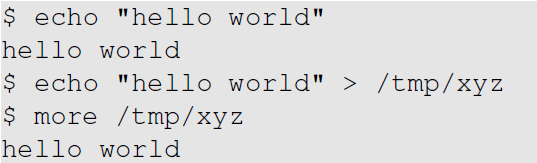 $ echo "hello world"
hello world
$ echo "hello world" > /tmp/xyz
$ more /tmp/xyz
hello world